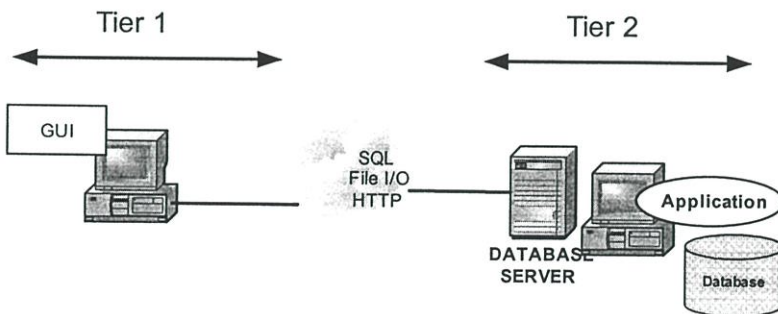 Tier 1
Tier 2
GUI
SQL
File I/O
HTTP
Application
DATABASE
SERVER
Database